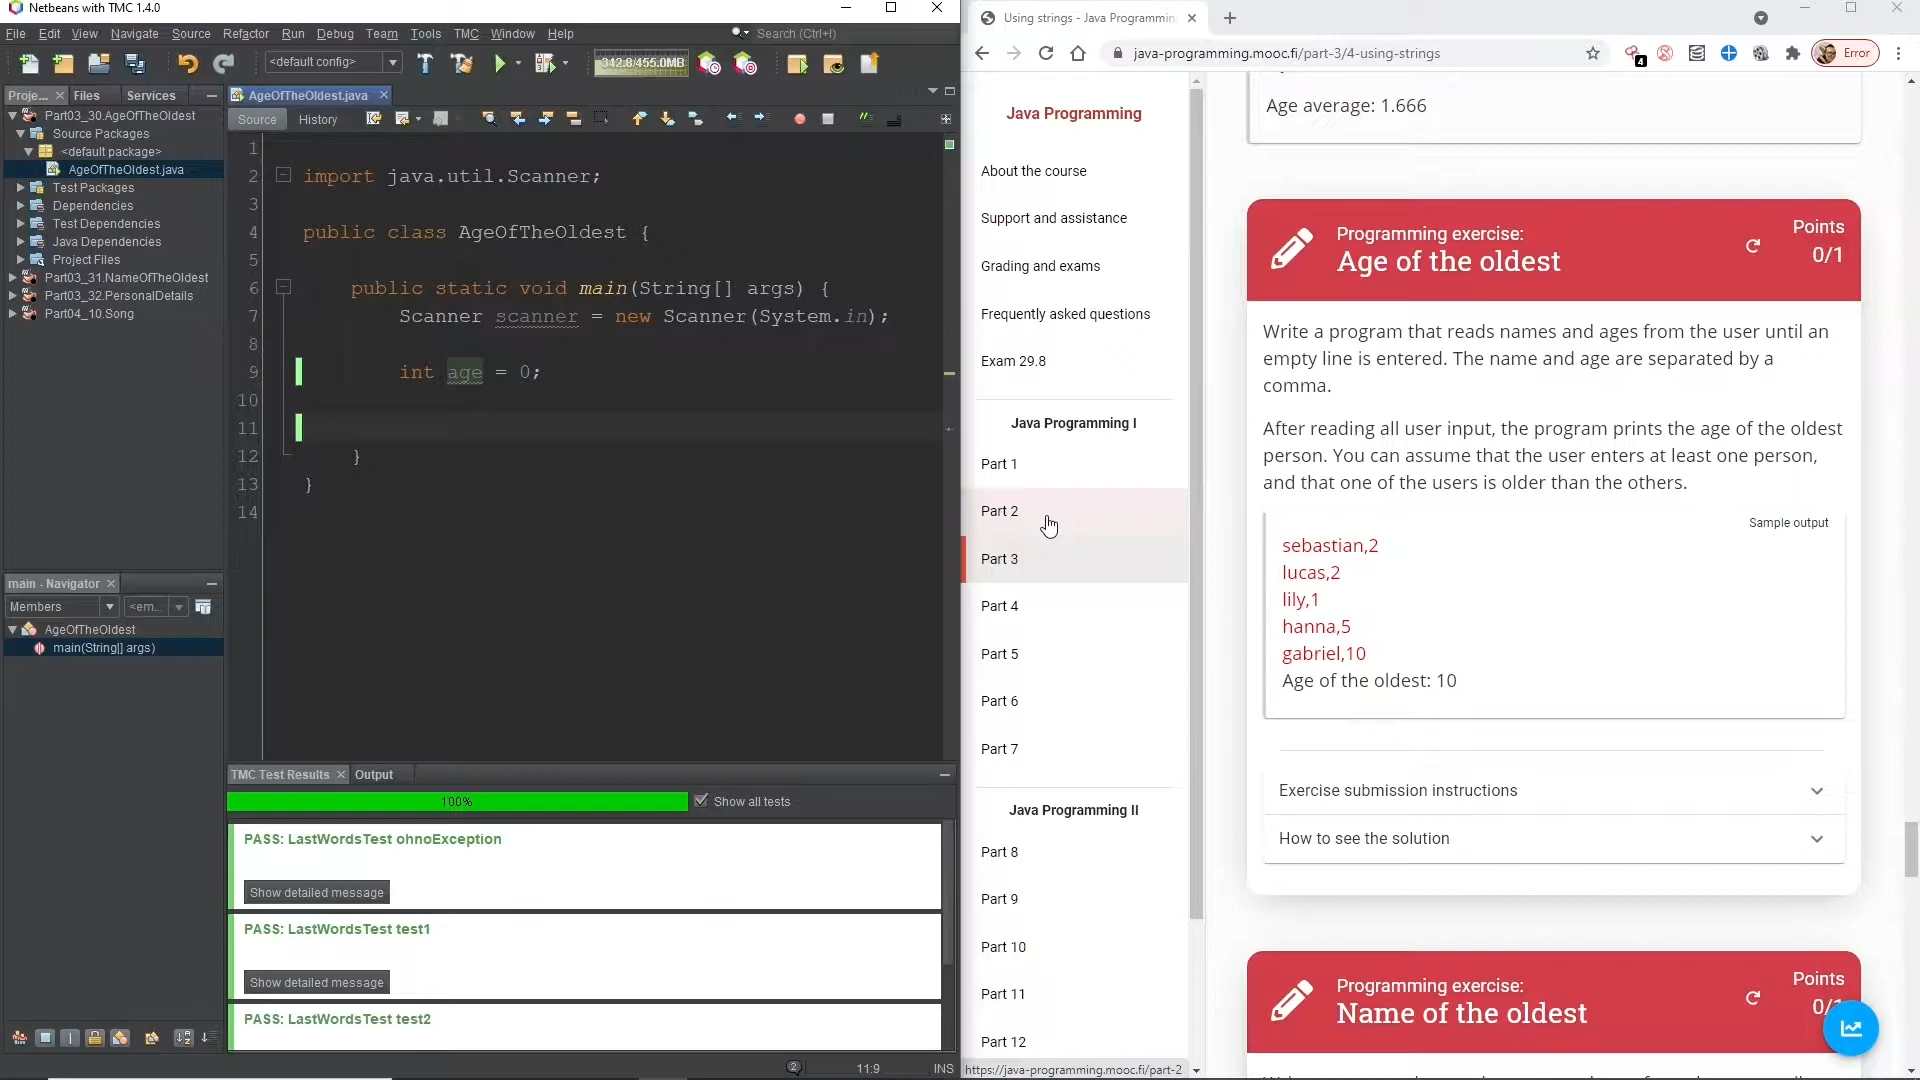 Netbeans with TMC 1.4.0
File Edit View Navigate Source Refactor Run Debug Team Tools TMC Window Help
Search (Ctrl+I)
<default config>
342.8/455.0MB
Proje... Files Services
Part03_30.AgeOfTheOldest
Source Packages
<default package>
AgeOfTheOldest.java
Test Packages
Dependencies
Test Dependencies
Java Dependencies
Project Files
Part03_31.NameOfTheOldest
Part03_32.PersonalDetails
Part04_10.Song
main - Navigator
Members <em...
AgeOfTheOldest
main(String[] args)
AgeOfTheOldest.java
Source History
1
2 import java.util.Scanner;
3
4 public class AgeOfTheOldest {
5
6 public static void main(String[] args) {
7 Scanner scanner = new Scanner(System.in);
8
9 int age = 0;
10
11
12 }
13 }
14
TMC Test Results Output
100% Show all tests
PASS: LastWordsTest ohnoException
Show detailed message
PASS: LastWordsTest test1
Show detailed message
PASS: LastWordsTest test2
2 11:9 INS
Using strings - Java Programmin
java-programming.mooc.fi/part-3/4-using-strings
4
Error
Java Programming
About the course
Support and assistance
Grading and exams
Frequently asked questions
Exam 29.8
Java Programming I
Part 1
Part 2
Part 3
Part 4
Part 5
Part 6
Part 7
Java Programming II
Part 8
Part 9
Part 10
Part 11
Part 12
https://java-programming.mooc.fi/part-2
Age average: 1.666
Programming exercise:
Age of the oldest
Points
0/1
Write a program that reads names and ages from the user until an
empty line is entered. The name and age are separated by a
comma.
After reading all user input, the program prints the age of the oldest
person. You can assume that the user enters at least one person,
and that one of the users is older than the others.
Sample output
sebastian,2
lucas,2
lily,1
hanna,5
gabriel,10
Age of the oldest: 10
Exercise submission instructions
How to see the solution
Programming exercise:
Name of the oldest
Points
0/1